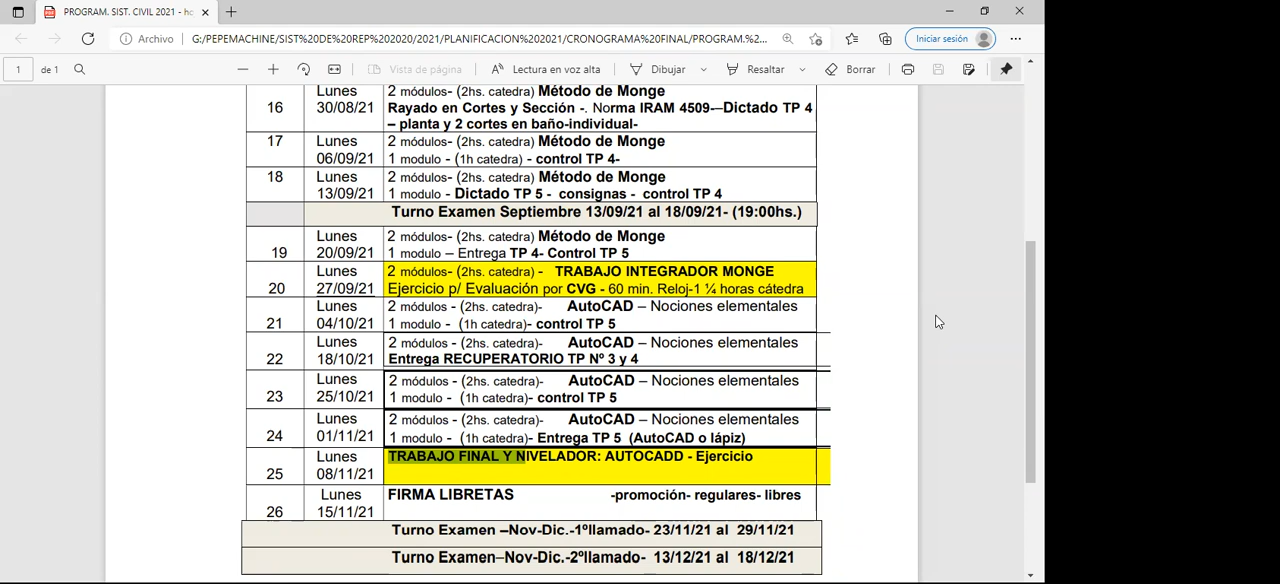 PROGRAM. SIST. CIVIL 2021 - ho
Archivo
G:/PEPEMACHINE/SIST%20DE%20REP%202020/2021/PLANIFICACION%202021/CRONOGRAMA%20FINAL/PROGRAM.%2...
Iniciar sesión
1 de 1
Vista de página
Lectura en voz alta
Dibujar
Resaltar
Borrar
Lunes 2 módulos- (2hs. catedra) Método de Monge
16 30/08/21 Rayado en Cortes y Sección -. Norma IRAM 4509-–Dictado TP 4
– planta y 2 cortes en baño-individual-
17 Lunes 2 módulos- (2hs. catedra) Método de Monge
06/09/21 1 modulo - (1h catedra) - control TP 4-
18 Lunes 2 módulos- (2hs. catedra) Método de Monge
13/09/21 1 modulo - Dictado TP 5 - consignas - control TP 4
Turno Examen Septiembre 13/09/21 al 18/09/21- (19:00hs.)
Lunes 2 módulos- (2hs. catedra) Método de Monge
19 20/09/21 1 modulo – Entrega TP 4- Control TP 5
Lunes 2 módulos- (2hs. catedra) - TRABAJO INTEGRADOR MONGE
20 27/09/21 Ejercicio p/ Evaluación por CVG - 60 min. Reloj-1 ¼ horas cátedra
Lunes 2 módulos - (2hs. catedra)- AutoCAD – Nociones elementales
21 04/10/21 1 modulo - (1h catedra)- control TP 5
Lunes 2 módulos - (2hs. catedra)- AutoCAD – Nociones elementales
22 18/10/21 Entrega RECUPERATORIO TP Nº 3 y 4
Lunes 2 módulos - (2hs. catedra)- AutoCAD – Nociones elementales
23 25/10/21 1 modulo - (1h catedra)- control TP 5
Lunes 2 módulos - (2hs. catedra)- AutoCAD – Nociones elementales
24 01/11/21 1 modulo - (1h catedra)- Entrega TP 5 (AutoCAD o lápiz)
Lunes TRABAJO FINAL Y NIVELADOR: AUTOCADD - Ejercicio
25 08/11/21
Lunes FIRMA LIBRETAS -promoción- regulares- libres
26 15/11/21
Turno Examen –Nov-Dic.-1ºllamado- 23/11/21 al 29/11/21
Turno Examen–Nov-Dic.-2ºllamado- 13/12/21 al 18/12/21